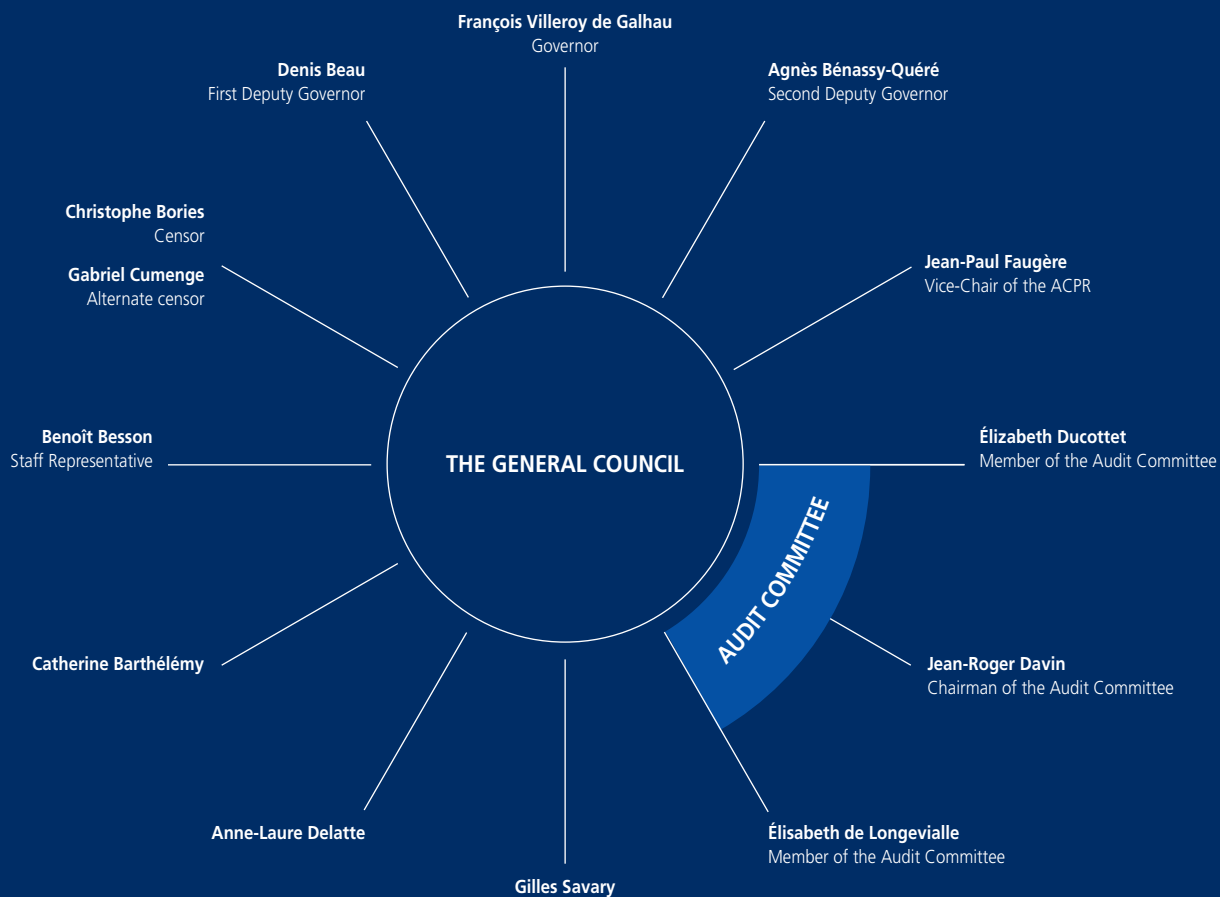 François Villeroy de Galhau
Governor
Denis Beau
First Deputy Governor
Agnès Bénassy-Quéré
Second Deputy Governor
Christophe Bories
Censor
Gabriel Cumenge
Alternate censor
Jean-Paul Faugère
Vice-Chair of the ACPR
Benoît Besson
Staff Representative
THE GENERAL COUNCIL
Élizabeth Ducottet
Member of the Audit Committee
AUDIT COMMITTEE
Catherine Barthélémy
Jean-Roger Davin
Chairman of the Audit Committee
Anne-Laure Delatte
Élisabeth de Longevialle
Member of the Audit Committee
Gilles Savary